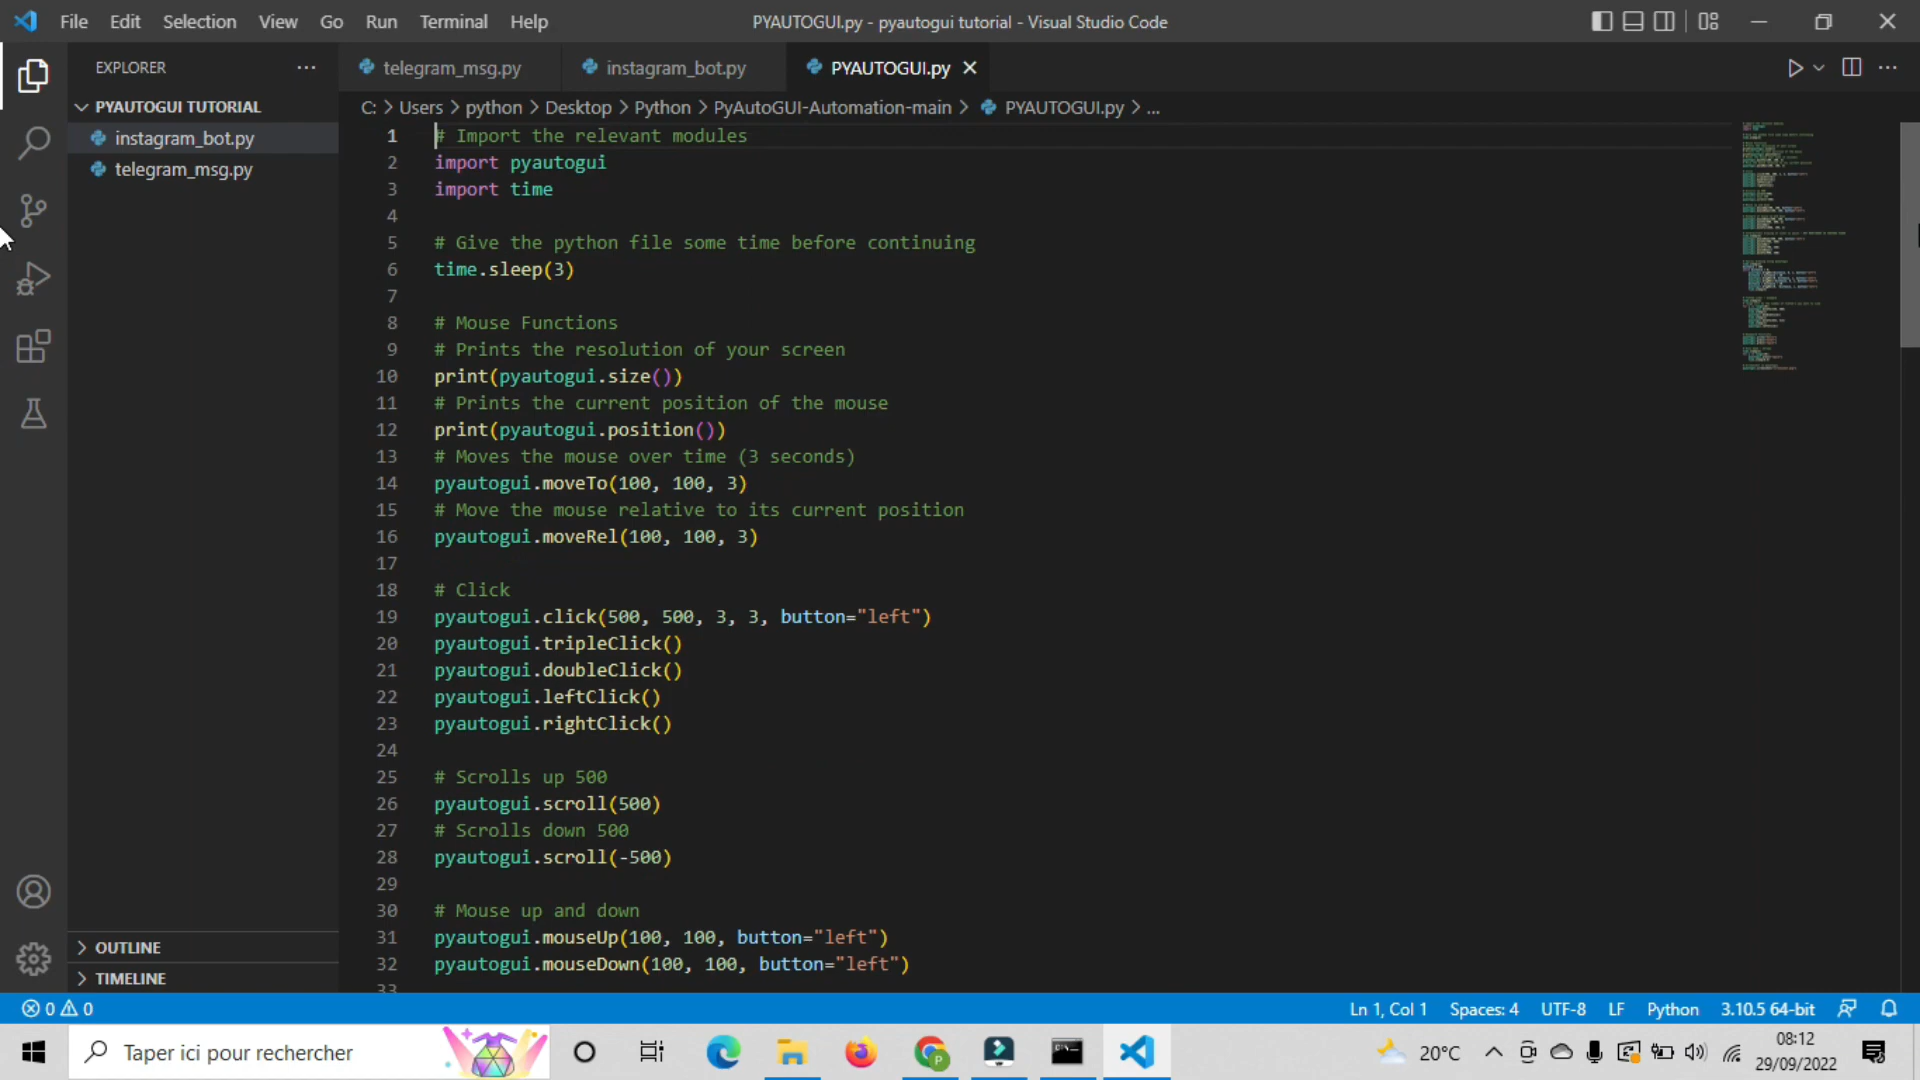 File Edit Selection View Go Run Terminal Help PYAUTOGUI.py - pyautogui tutorial - Visual Studio Code
EXPLORER
telegram_msg.py instagram_bot.py PYAUTOGUI.py
PYAUTOGUI TUTORIAL
instagram_bot.py
telegram_msg.py
C: > Users > python > Desktop > Python > PyAutoGUI-Automation-main > PYAUTOGUI.py > ...
1 # Import the relevant modules
2 import pyautogui
3 import time
4
5 # Give the python file some time before continuing
6 time.sleep(3)
7
8 # Mouse Functions
9 # Prints the resolution of your screen
10 print(pyautogui.size())
11 # Prints the current position of the mouse
12 print(pyautogui.position())
13 # Moves the mouse over time (3 seconds)
14 pyautogui.moveTo(100, 100, 3)
15 # Move the mouse relative to its current position
16 pyautogui.moveRel(100, 100, 3)
17
18 # Click
19 pyautogui.click(500, 500, 3, 3, button="left")
20 pyautogui.tripleClick()
21 pyautogui.doubleClick()
22 pyautogui.leftClick()
23 pyautogui.rightClick()
24
25 # Scrolls up 500
26 pyautogui.scroll(500)
27 # Scrolls down 500
28 pyautogui.scroll(-500)
29
30 # Mouse up and down
31 pyautogui.mouseUp(100, 100, button="left")
32 pyautogui.mouseDown(100, 100, button="left")
33
OUTLINE
TIMELINE
0 0 Ln 1, Col 1 Spaces: 4 UTF-8 LF Python 3.10.5 64-bit
Taper ici pour rechercher 20°C 08:12
29/09/2022